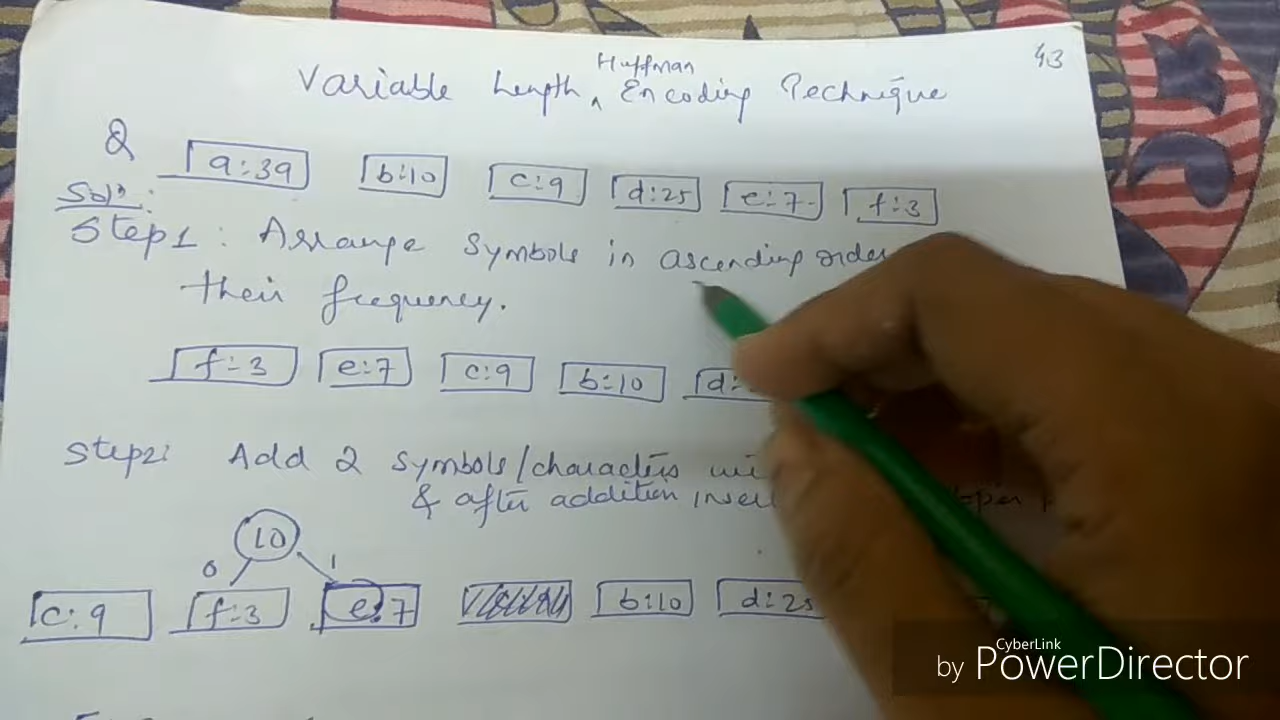 43
Variable Length ^ Huffman Encoding Technique
Q a:39 b:10 c:9 d:25 e:7 f:3
Soln:
Step1: Arrange symbols in ascending order
their frequency.
f:3 e:7 c:9 b:10 d:
Step2: Add 2 symbols/characters
& after addition
10
0 1
c:9 f:3 e:7 b:10 d:25
CyberLink
by PowerDirector